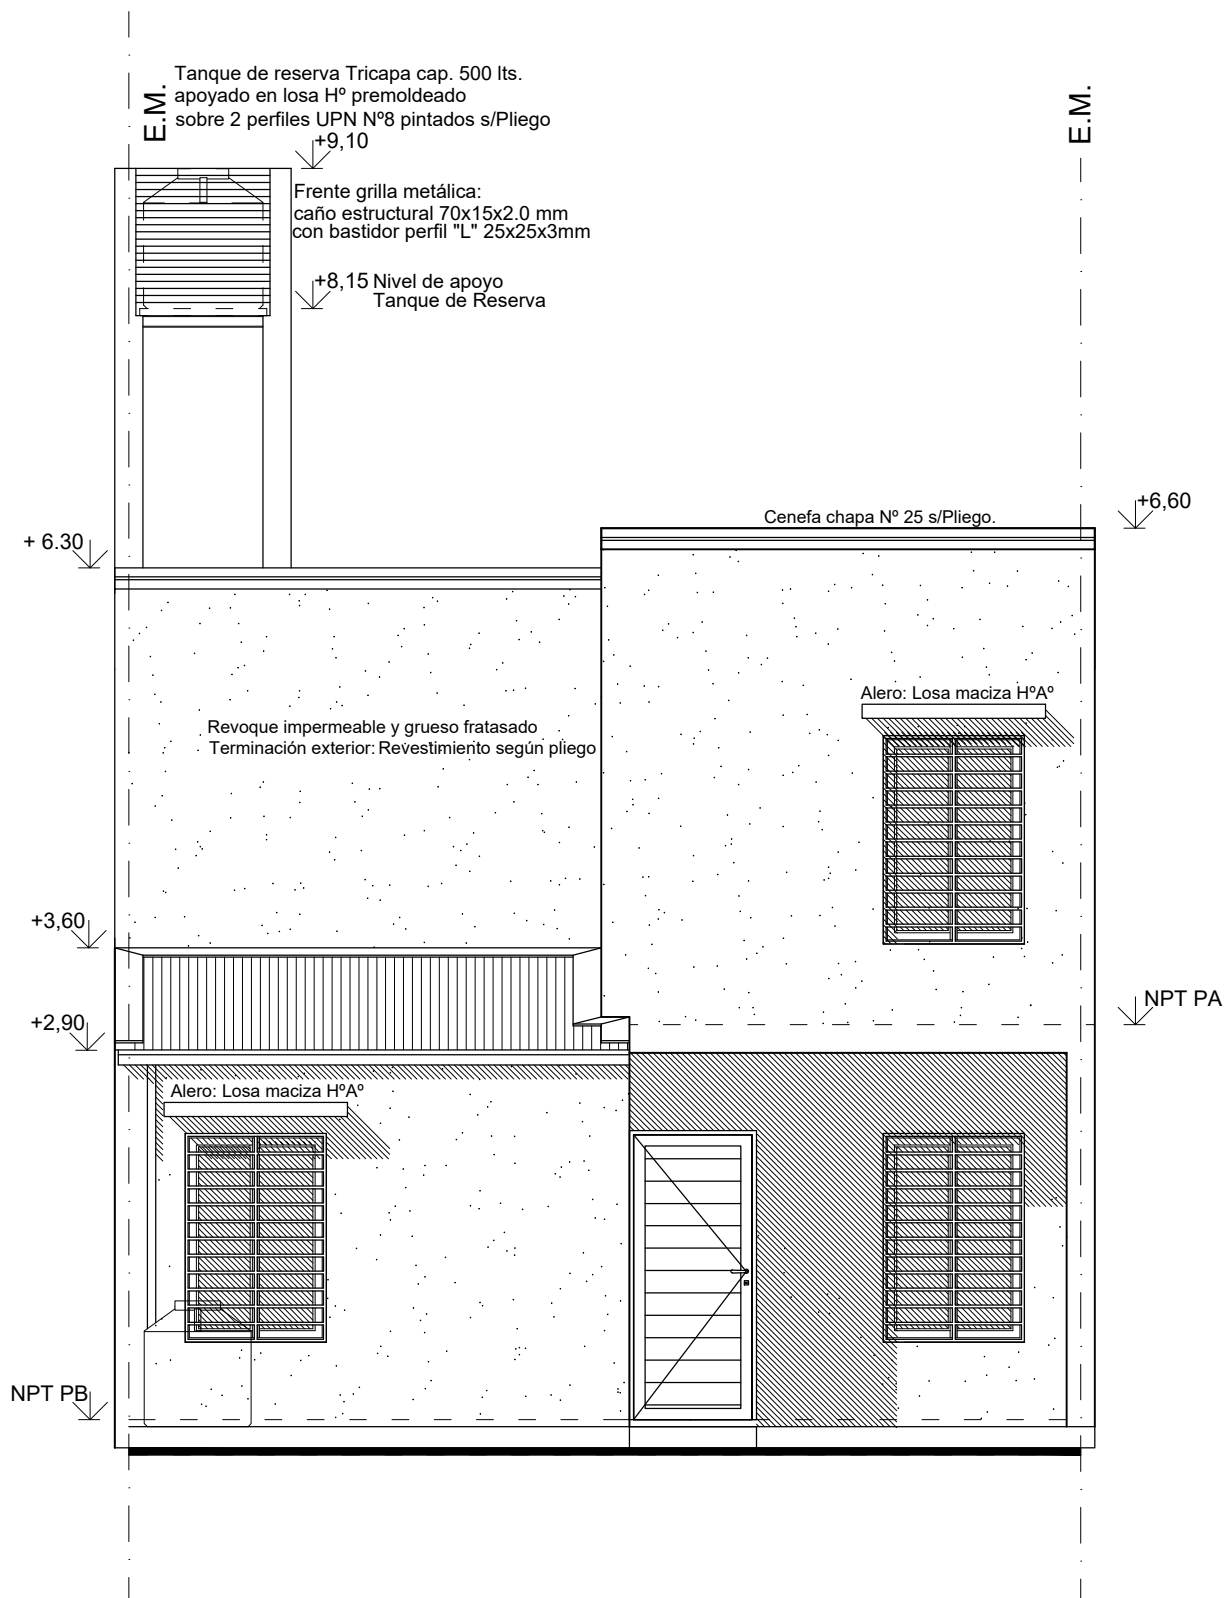 E.M.
Tanque de reserva Tricapa cap. 500 lts.
apoyado en losa Hº premoldeado
sobre 2 perfiles UPN Nº8 pintados s/Pliego
E.M.
+9,10
Frente grilla metálica:
caño estructural 70x15x2.0 mm
con bastidor perfil "L" 25x25x3mm
+8,15 Nivel de apoyo
Tanque de Reserva
+6,60
Cenefa chapa Nº 25 s/Pliego.
+ 6.30
Alero: Losa maciza HºAº
Revoque impermeable y grueso fratasado
Terminación exterior: Revestimiento según pliego
+3,60
NPT PA
+2,90
Alero: Losa maciza HºAº
NPT PB